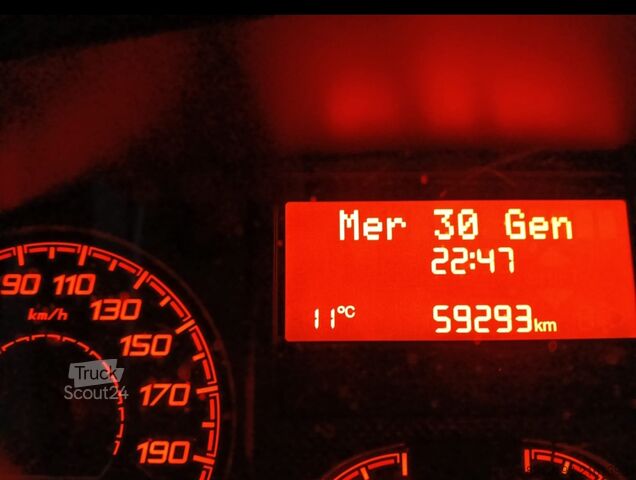 Mer 30 Gen
22:47
11°C 59293km
90 110
km/h 130
150
170
190
Truck
Scout24